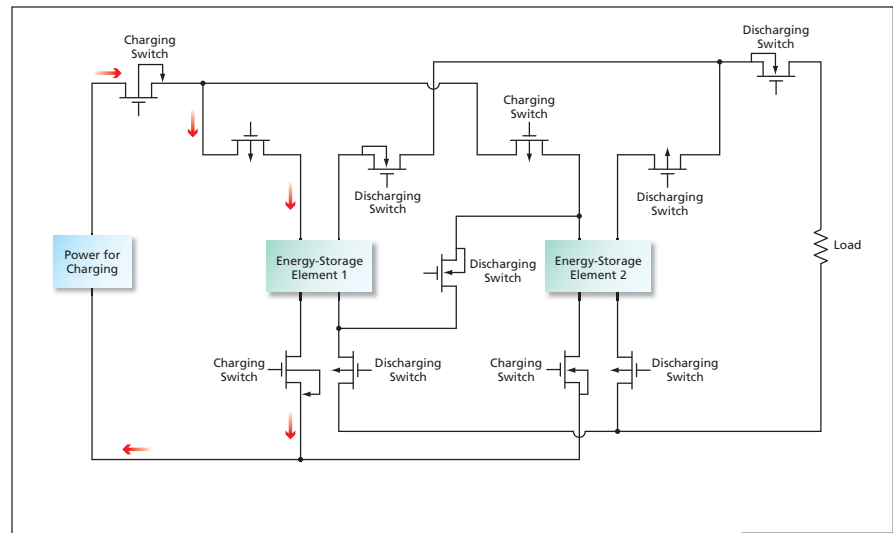 Charging
Switch
Discharging
Switch
Charging
Switch
Discharging
Switch
Discharging
Switch
Power for
Charging
Energy-Storage
Element 1
Discharging
Switch
Energy-Storage
Element 2
Load
Charging
Switch
Discharging
Switch
Charging
Switch
Discharging
Switch